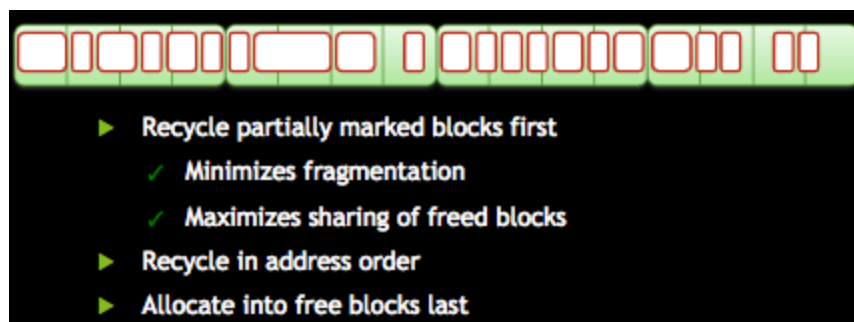 Recycle partially marked blocks first
Minimizes fragmentation
Maximizes sharing of freed blocks
Recycle in address order
Allocate into free blocks last